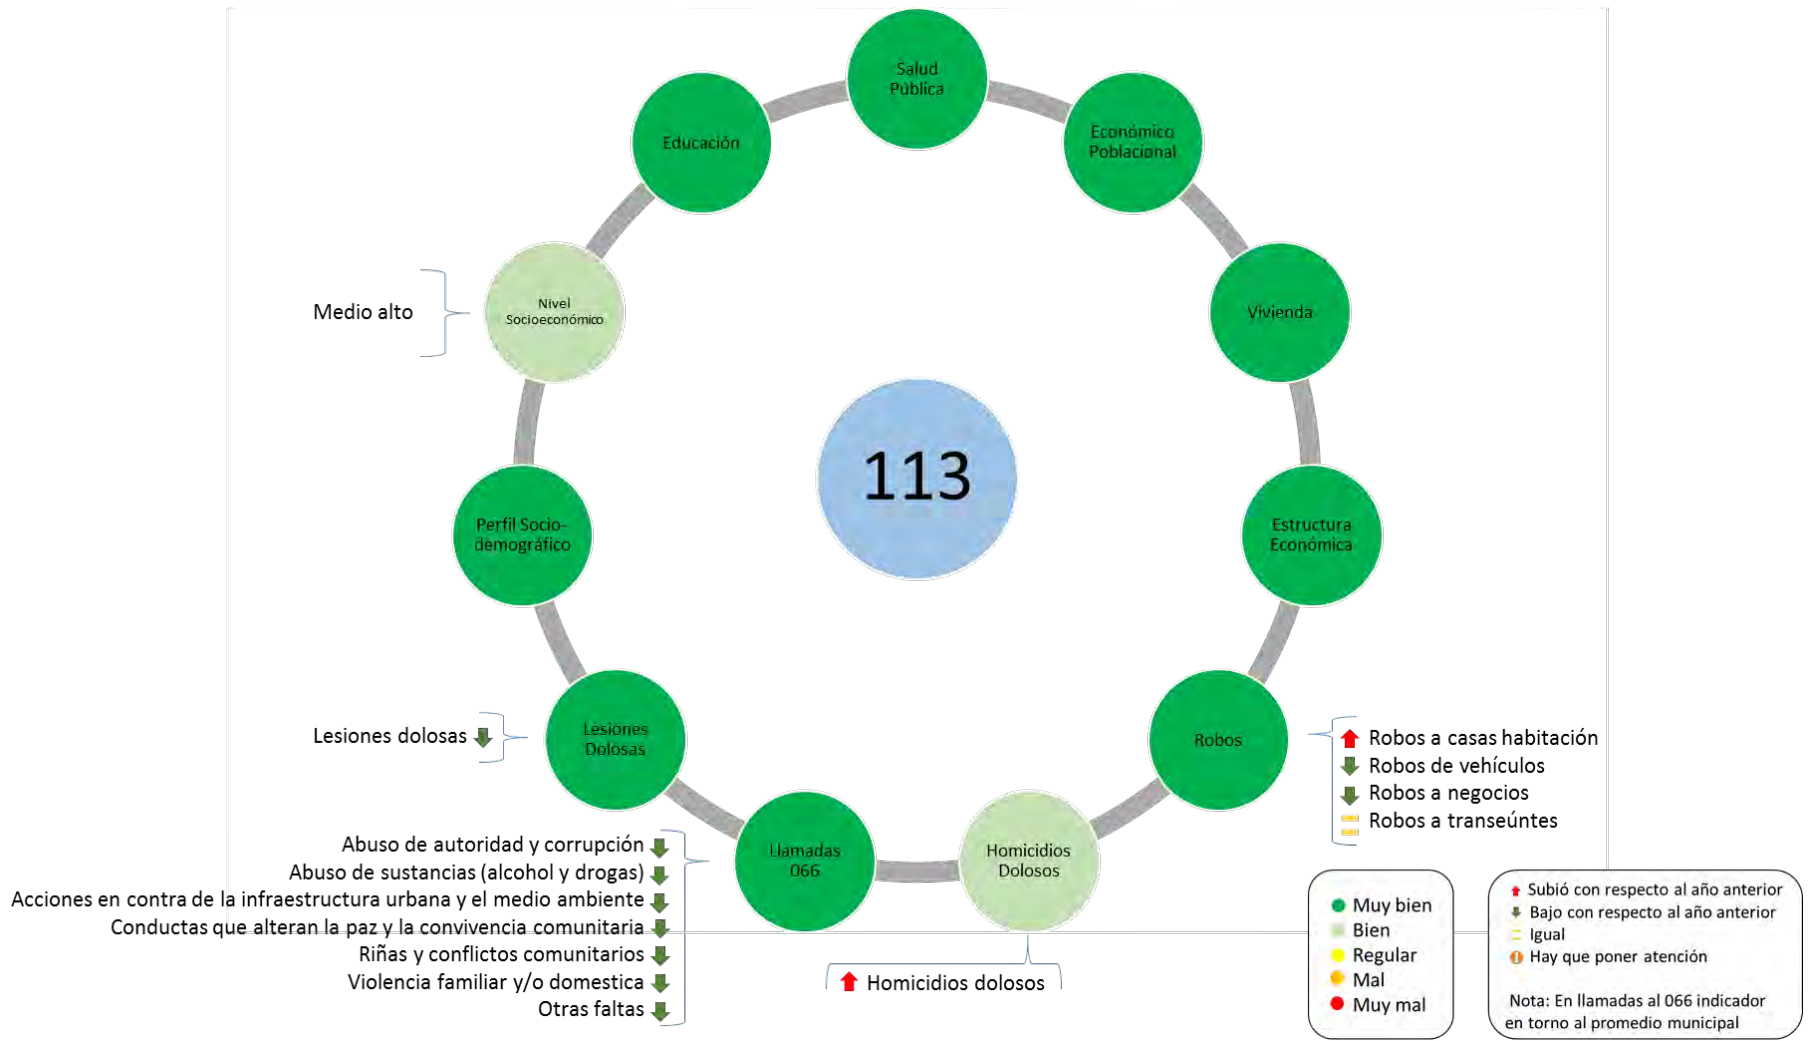 Salud
Pública
Económico
Poblacional
Educación
Vivienda
Nivel
Socioeconómico
Medio alto
113
Perfil Socio-
demográfico
Estructura
Económica
Lesiones
Dolosas
Lesiones dolosas
Robos
Robos a casas habitación
Robos de vehículos
Robos a negocios
Robos a transeúntes
Llamadas
066
Homicidios
Dolosos
Abuso de autoridad y corrupción
Abuso de sustancias (alcohol y drogas)
Acciones en contra de la infraestructura urbana y el medio ambiente
Conductas que alteran la paz y la convivencia comunitaria
Riñas y conflictos comunitarios
Violencia familiar y/o domestica
Otras faltas
Homicidios dolosos
Muy bien
Bien
Regular
Mal
Muy mal
Subió con respecto al año anterior
Bajo con respecto al año anterior
Igual
Hay que poner atención
Nota: En llamadas al 066 indicador
en torno al promedio municipal